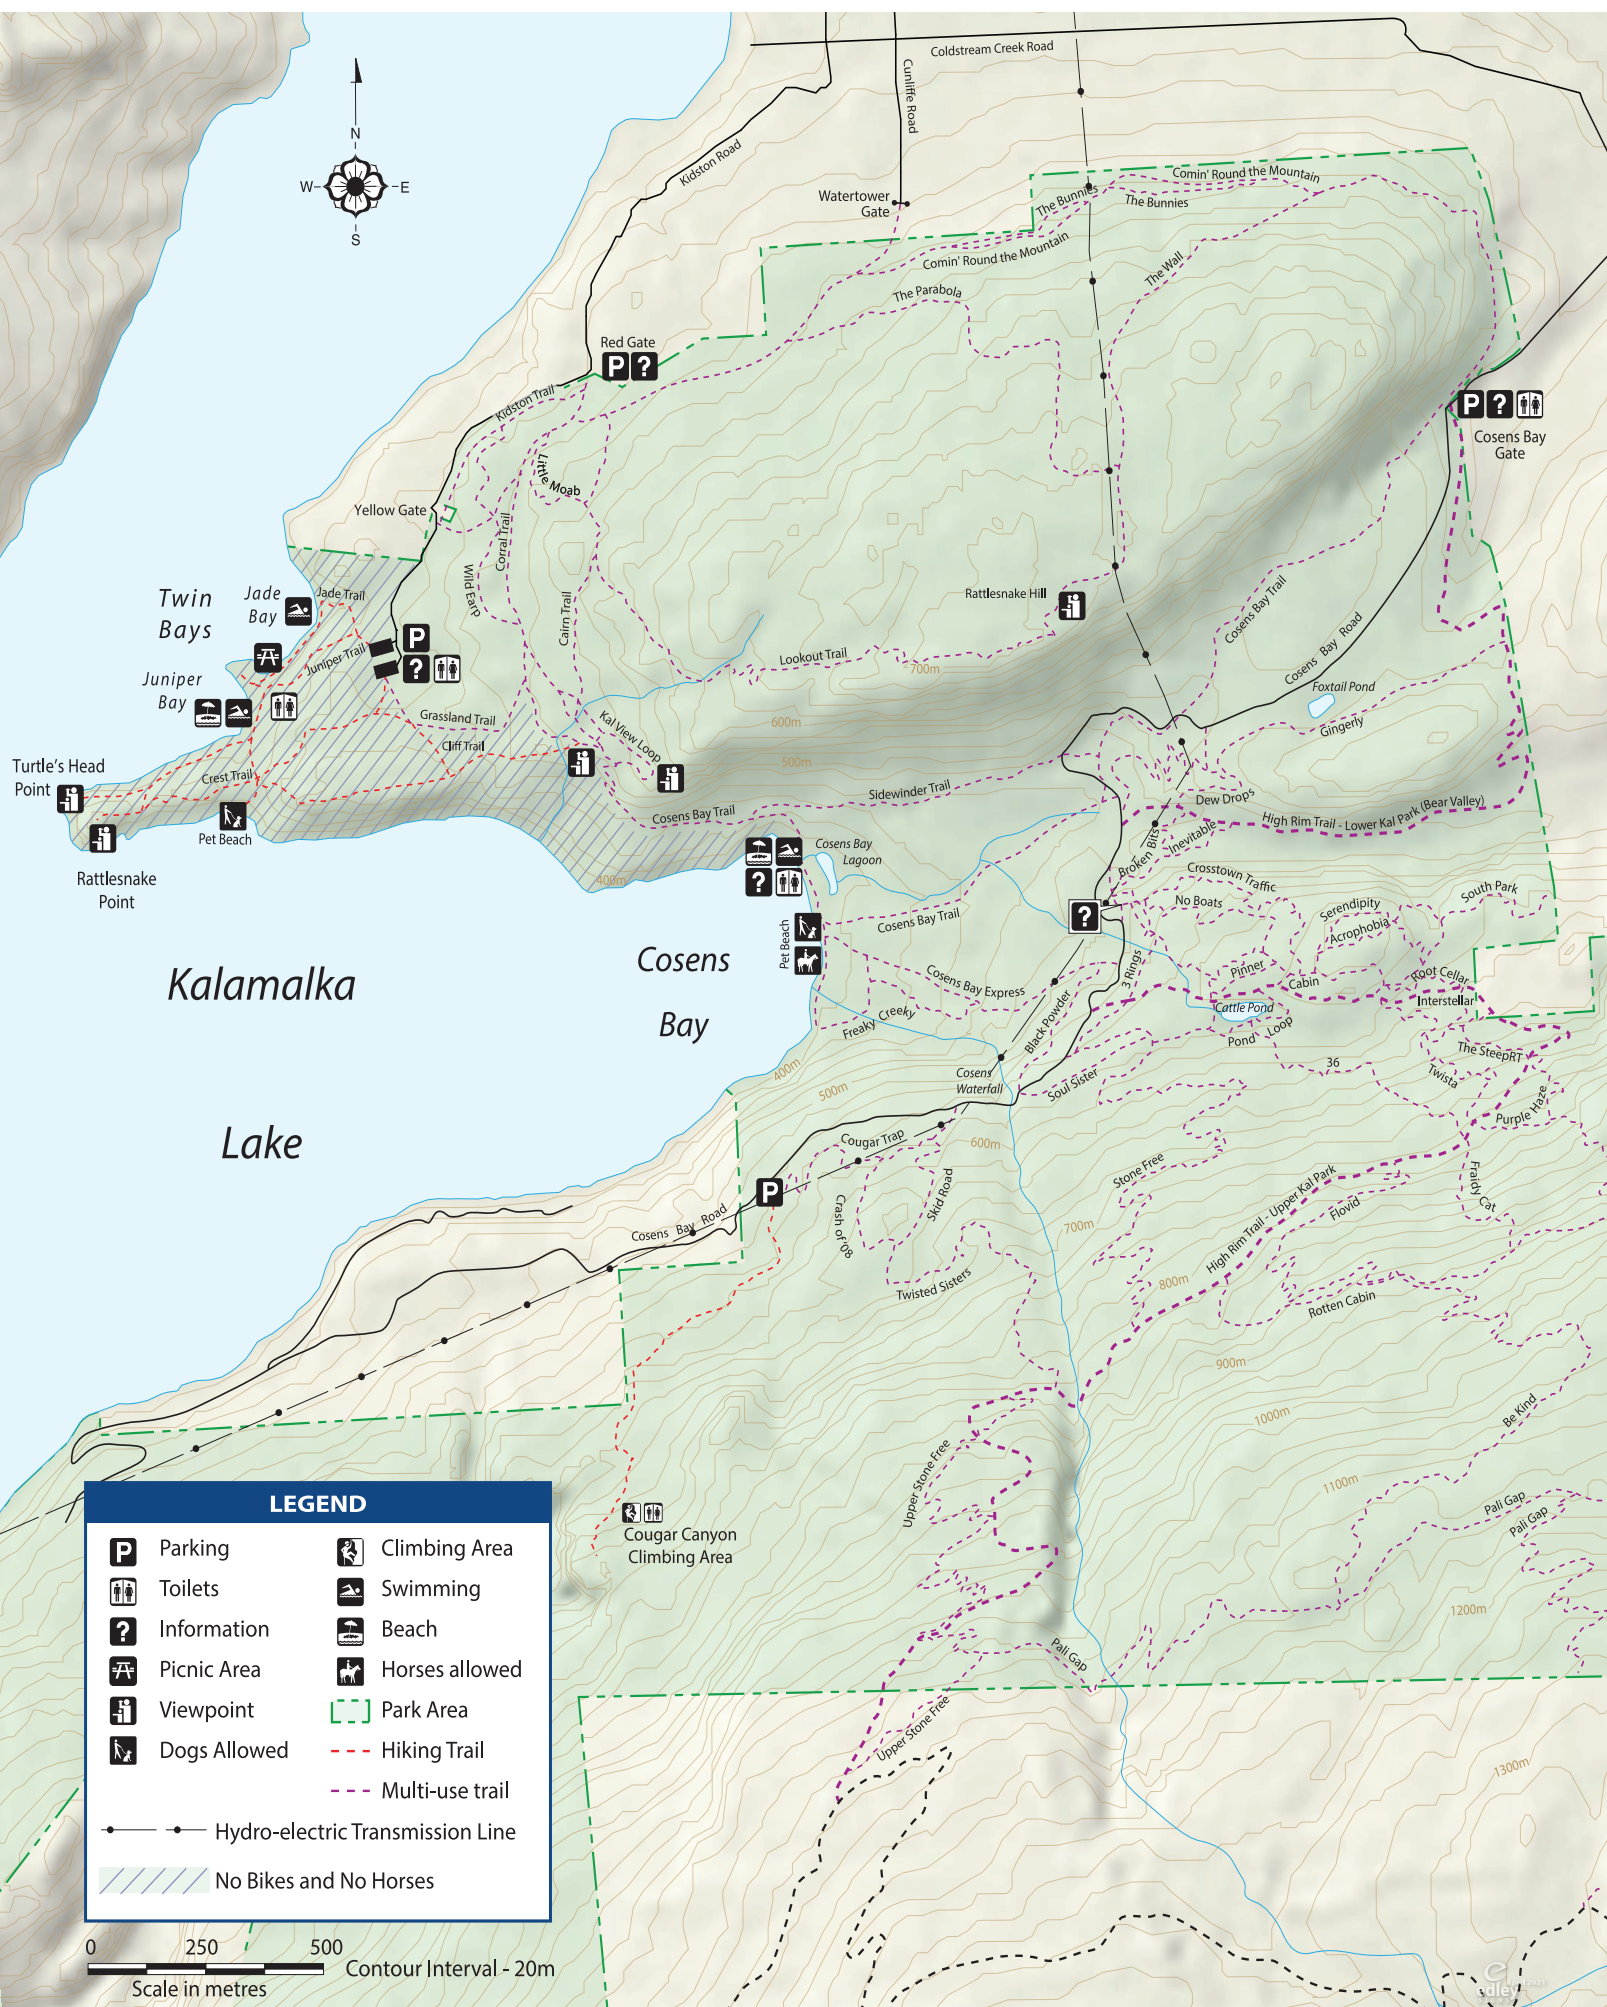 Coldstream Creek Road
Cunliffe Road
Kidston Road
N
W
E
S
Watertower
Gate
Comin' Round the Mountain
The Bunnies
The Bunnies
Comin' Round the Mountain
The Wall
The Parabola
Red Gate
P ?
Kidston Trail
P ?
Cosens Bay
Gate
Little Moab
Yellow Gate
Corral Trail
Wild Earp
Cairn Trail
Twin
Bays
Jade
Bay
Jade Trail
Juniper Trail
P
?
Juniper
Bay
Rattlesnake Hill
Lookout Trail
700m
600m
500m
Cosens Bay Trail
Cosens Bay Road
Foxtail Pond
Gingerly
Grassland Trail
Cliff Trail
Kal View Loop
Turtle's Head
Point
Crest Trail
Pet Beach
Rattlesnake
Point
Cosens Bay Trail
Sidewinder Trail
Dew Drops
High Rim Trail - Lower Kal Park (Bear Valley)
Inevitable
Broken Bits
Cosens Bay
Lagoon
?
400m
Crosstown Traffic
No Boats
South Park
Serendipity
Acrophobia
?
Cosens Bay Trail
Pet Beach
Cosens
Bay
Kalamalka
Lake
Cosens Bay Express
Freaky Creeky
Black Powder
3 Rings
Pinner
Cabin
Root Cellar
Interstellar
Cattle Pond
Pond Loop
36
The SteepRT
Twista
Purple Haze
Soul Sister
Cosens
Waterfall
400m
500m
600m
Cougar Trap
P
Cosens Bay Road
Crash of '08
Skid Road
Twisted Sisters
Stone Free
700m
800m
High Rim Trail - Upper Kal Park
Flovid
Fraidy Cat
Rotten Cabin
900m
1000m
Be Kind
1100m
Pali Gap
Pali Gap
1200m
Upper Stone Free
Cougar Canyon
Climbing Area
Pali Gap
Upper Stone Free
1300m
LEGEND
P Parking
Toilets
? Information
Picnic Area
Viewpoint
Dogs Allowed
Climbing Area
Swimming
Beach
Horses allowed
Park Area
Hiking Trail
Multi-use trail
Hydro-electric Transmission Line
No Bikes and No Horses
0 250 500
Scale in metres
Contour Interval - 20m
edley